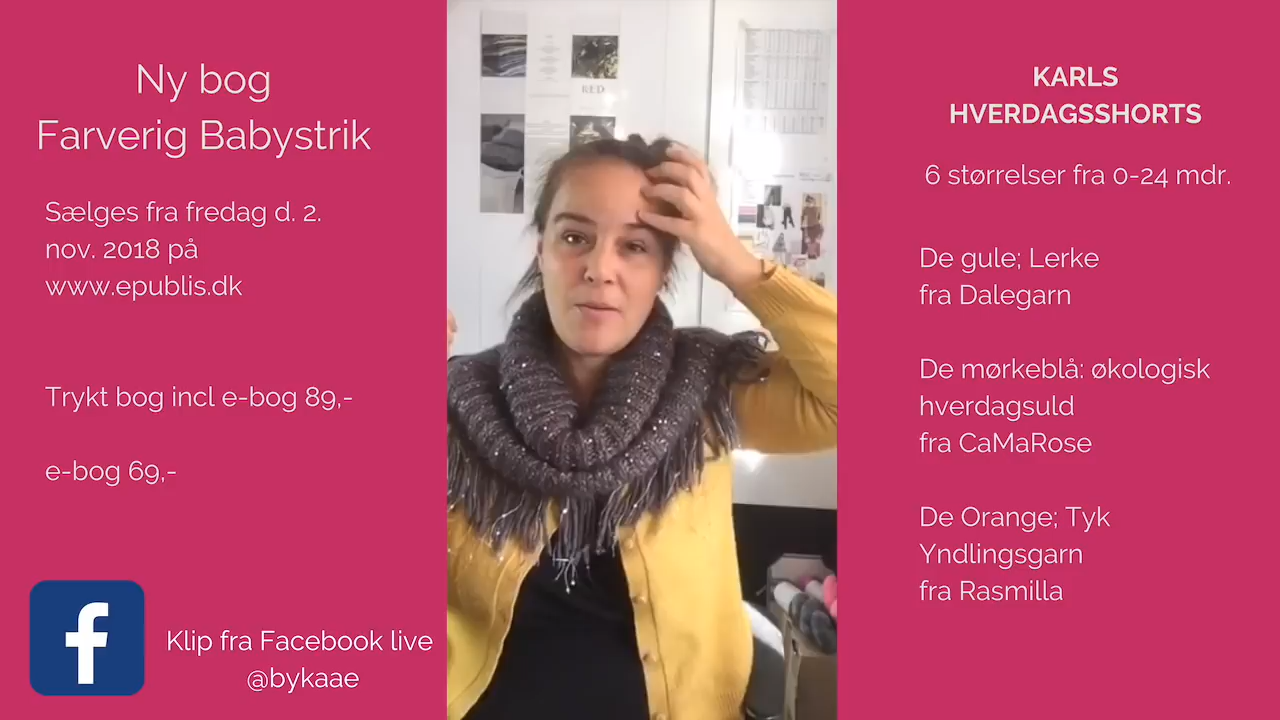 Ny bog
Farverig Babystrik
Sælges fra fredag d. 2.
nov. 2018 på
www.epublis.dk
Trykt bog incl e-bog 89,-
e-bog 69,-
f
Klip fra Facebook live
@bykaae
RED
KARLS
HVERDAGSSHORTS
6 størrelser fra 0-24 mdr.
De gule; Lerke
fra Dalegarn
De mørkeblå: økologisk
hverdagsuld
fra CaMaRose
De Orange; Tyk
Yndlingsgarn
fra Rasmilla